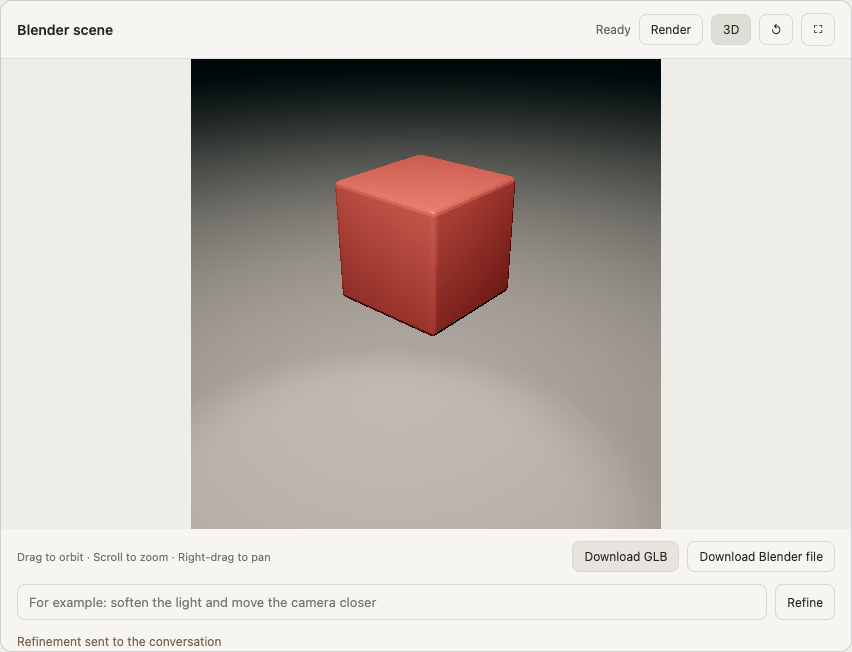 Blender scene
Ready
Render
3D
Drag to orbit · Scroll to zoom · Right-drag to pan
Download GLB
Download Blender file
For example: soften the light and move the camera closer
Refine
Refinement sent to the conversation